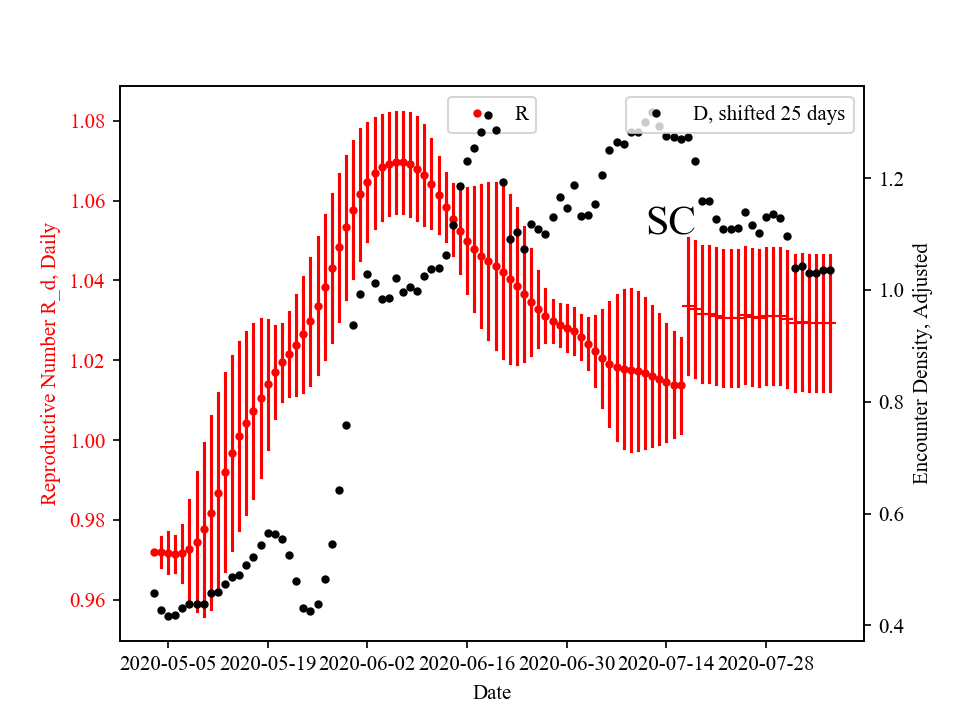 R
D, shifted 25 days
SC
Reproductive Number R_d, Daily
1.08
1.06
1.04
1.02
1.00
0.98
0.96
1.2
1.0
0.8
0.6
0.4
Encounter Density, Adjusted
2020-05-05 2020-05-19 2020-06-02 2020-06-16 2020-06-30 2020-07-14 2020-07-28
Date